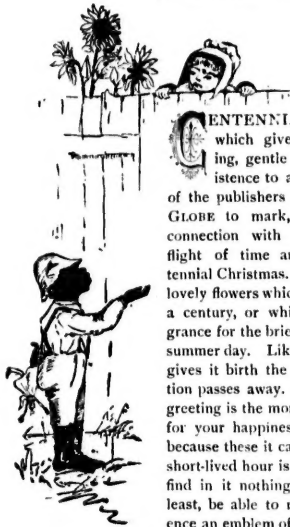 CENTENNI
which give
ing, gentle
istence to a
of the publishers
GLOBE to mark,
connection with
flight of time an
tennial Christmas.
lovely flowers whic
a century, or whi
grance for the brie
summer day. Lik
gives it birth the
tion passes away.
greeting is the mor
for your happines
because these it ca
short-lived hour is
find in it nothing
least, be able to r
ence an emblem of